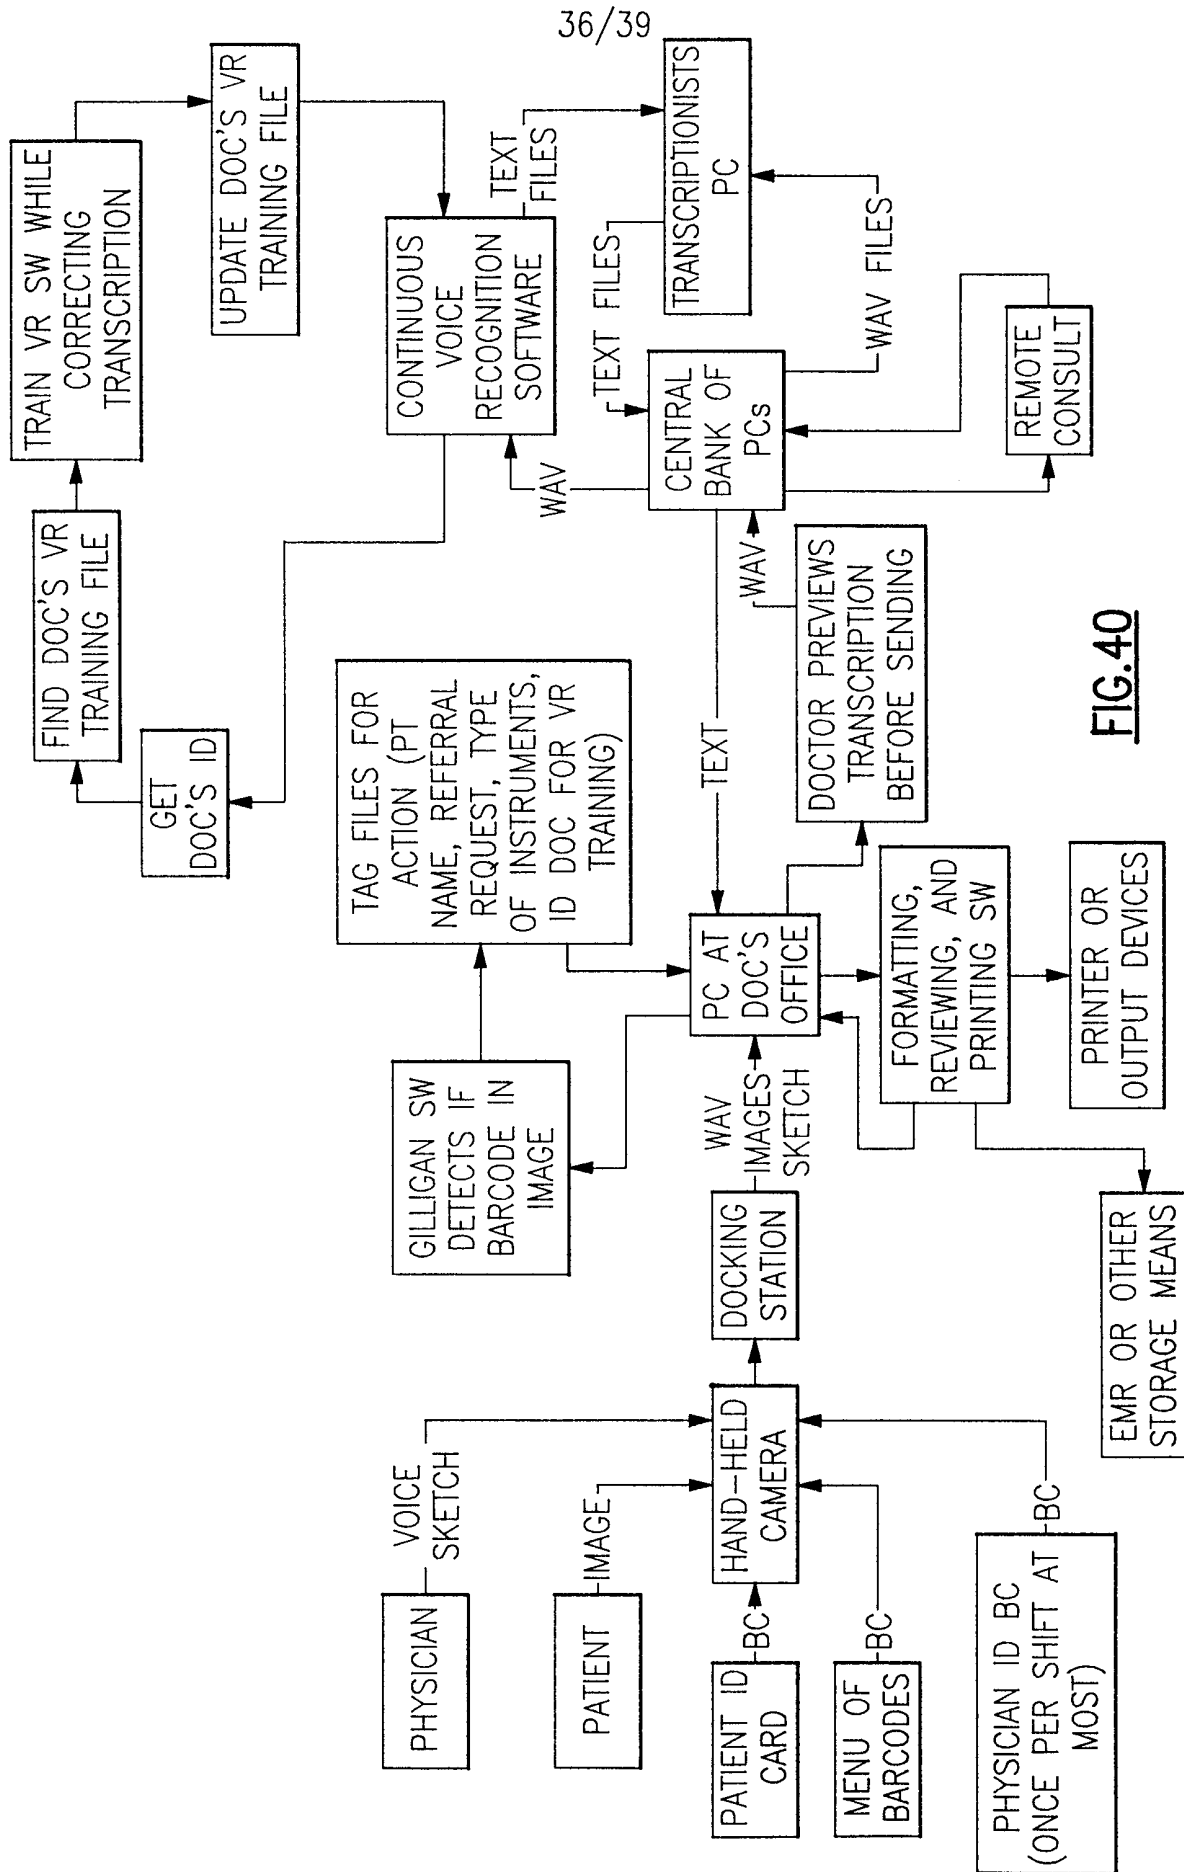 36/39
TRAIN VR SW WHILE
CORRECTING
TRANSCRIPTION
FIND DOC'S VR
TRAINING FILE
UPDATE DOC'S VR
TRAINING FILE
GET
DOC'S ID
CONTINUOUS
VOICE
RECOGNITION
SOFTWARE
TEXT
FILES
TAG FILES FOR
ACTION (PT
NAME, REFERRAL
REQUEST, TYPE
OF INSTRUMENTS,
ID DOC FOR VR
TRAINING)
WAV
TEXT FILES
TRANSCRIPTIONISTS
PC
GILLIGAN SW
DETECTS IF
BARCODE IN
IMAGE
CENTRAL
BANK OF
PCs
WAV FILES
TEXT
WAV
PHYSICIAN
VOICE
SKETCH
PATIENT
IMAGE
PATIENT ID
CARD
BC
HAND-HELD
CAMERA
DOCKING
STATION
WAV
IMAGES
SKETCH
PC AT
DOC'S
OFFICE
DOCTOR PREVIEWS
TRANSCRIPTION
BEFORE SENDING
REMOTE
CONSULT
MENU OF
BARCODES
BC
FORMATTING,
REVIEWING, AND
PRINTING SW
PHYSICIAN ID BC
(ONCE PER SHIFT AT
MOST)
BC
EMR OR OTHER
STORAGE MEANS
PRINTER OR
OUTPUT DEVICES
FIG.40